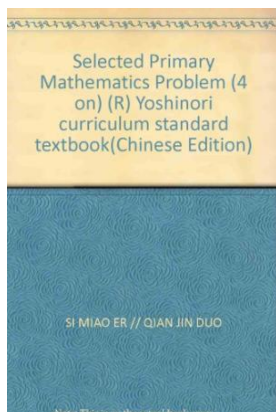 Selected Primary
Mathematics Problem (4
on) (R) Yoshinori
curriculum standard
textbook(Chinese Edition)
SI MIAO ER // QIAN JIN DUO